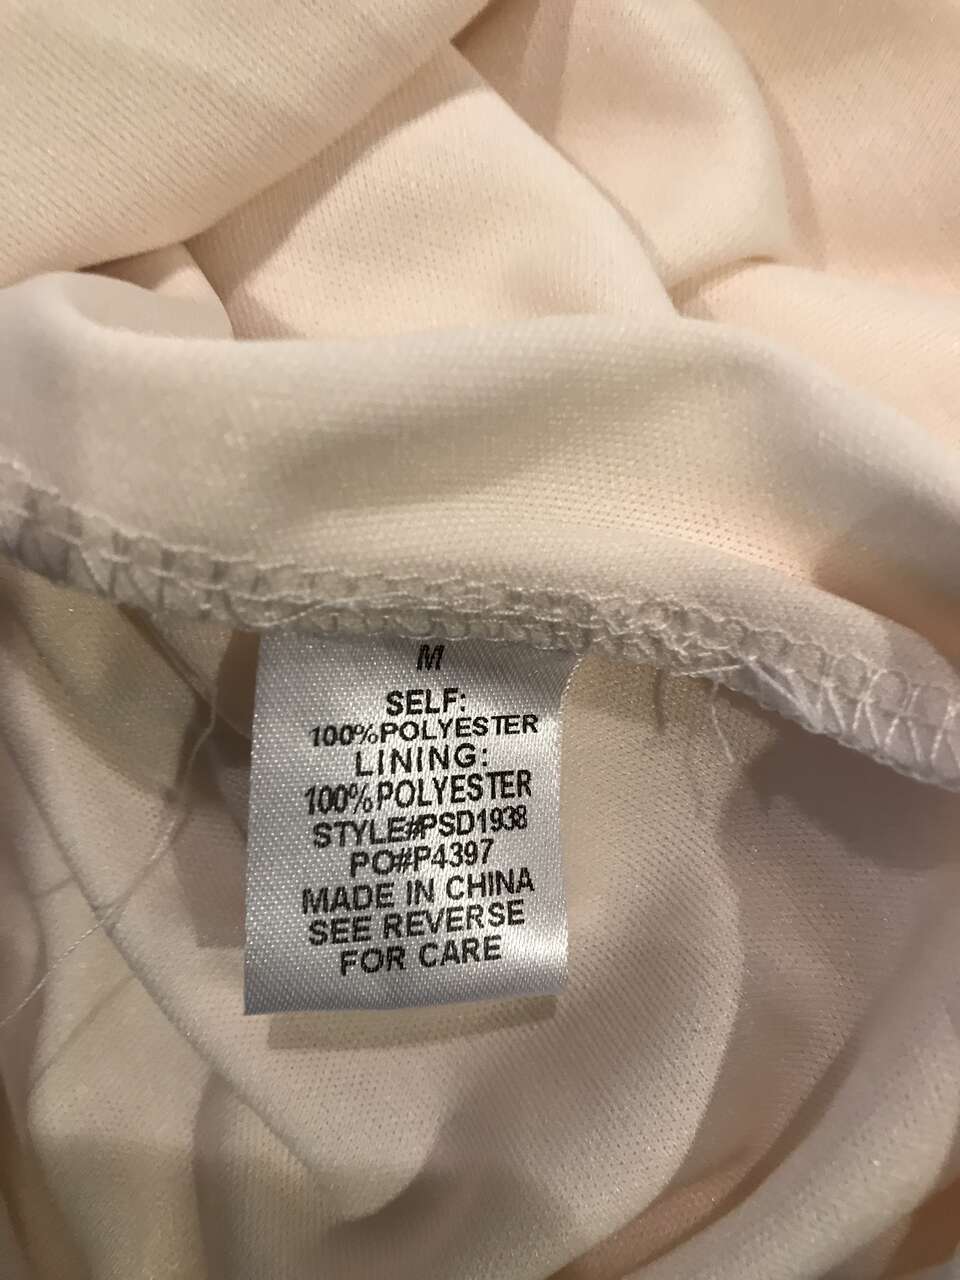 M
SELF:
100%POLYESTER
LINING:
100%POLYESTER
STYLE#PSD1938
PO#P4397
MADE IN CHINA
SEE REVERSE
FOR CARE